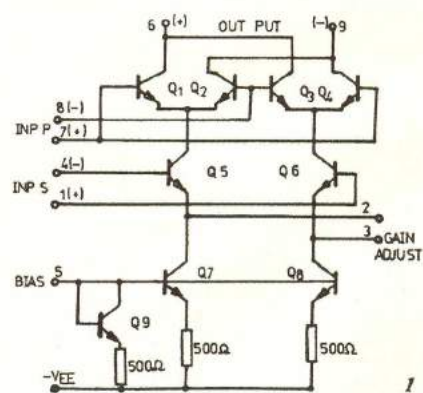 6 (+) OUT PUT (-) 9
Q1 Q2 Q3 Q4
8(-)
INP P
7(+)
4(-) Q5 Q6
INP S
1(+)
2
3 GAIN
ADJUST
BIAS 5 Q7 Q8
Q9
500Ω 500Ω
500Ω
-VEE
1